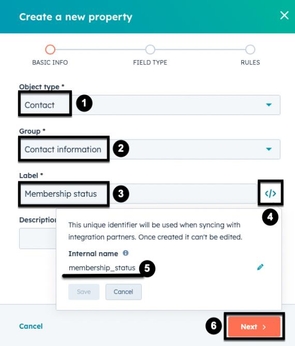 Create a new property
BASIC INFO
FIELD TYPE
RULES
Object type *
Contact
1
Group *
Contact information
2
Label *
Membership status
3
</>
4
Description
This unique identifier will be used when syncing with
integration partners. Once created it can't be edited.
Internal name
membership_status
5
Save
Cancel
Cancel
6
Next >